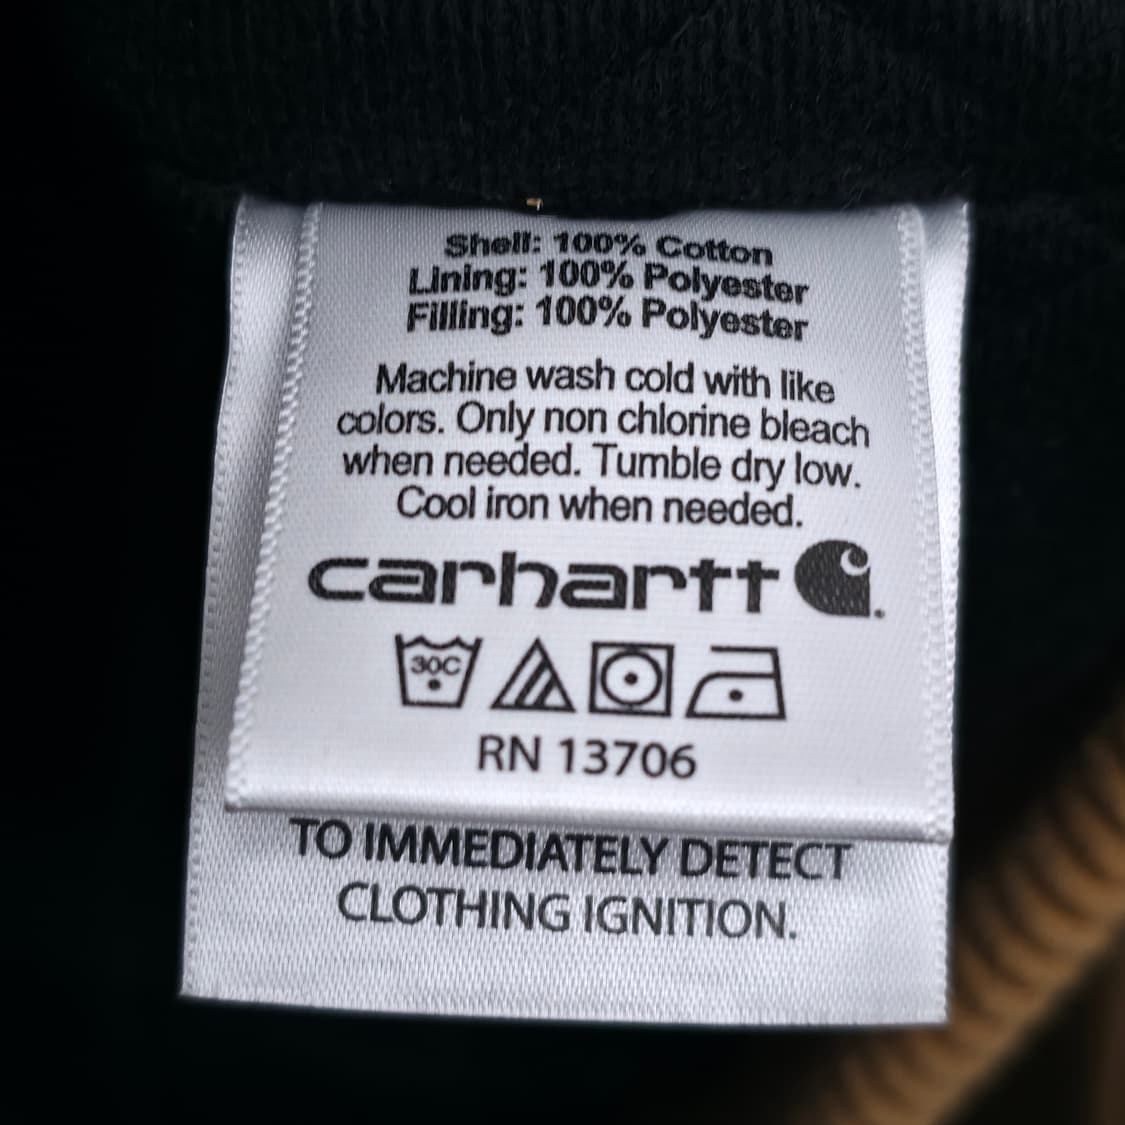 Shell: 100% Cotton
Lining: 100% Polyester
Filling: 100% Polyester
Machine wash cold with like
colors. Only non chlorine bleach
when needed. Tumble dry low.
Cool iron when needed.
carhartt
30C
RN 13706
TO IMMEDIATELY DETECT
CLOTHING IGNITION.